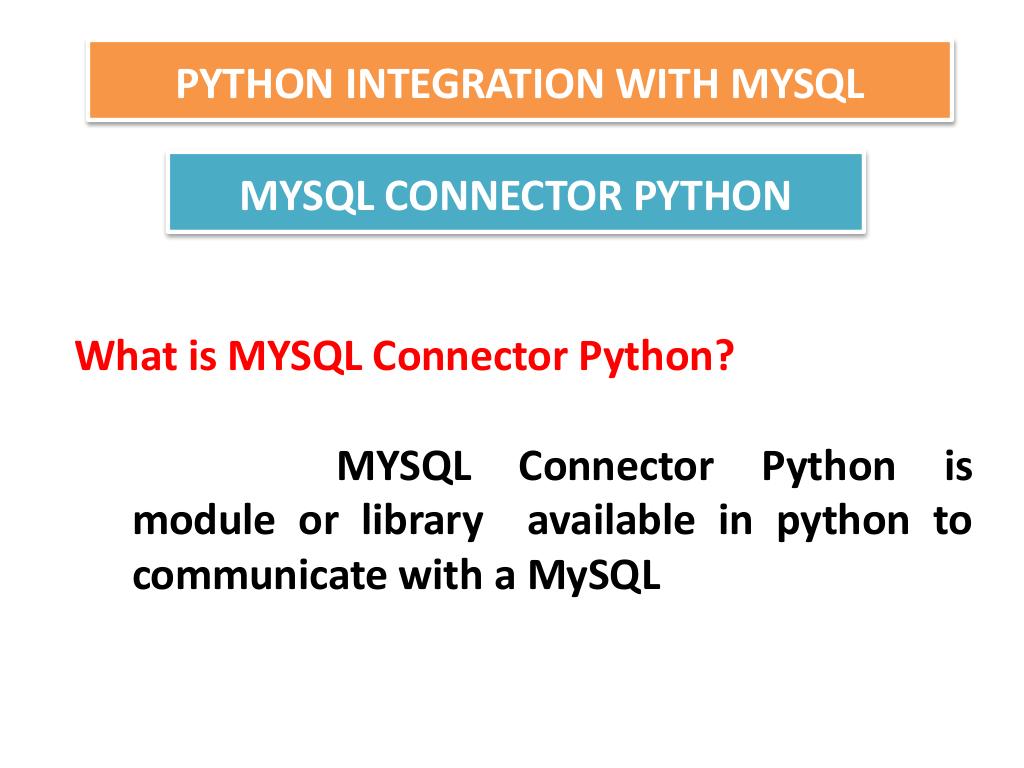 PYTHON INTEGRATION WITH MYSQL
MYSQL CONNECTOR PYTHON
What is MYSQL Connector Python?
MYSQL Connector Python is
module or library available in python to
communicate with a MySQL